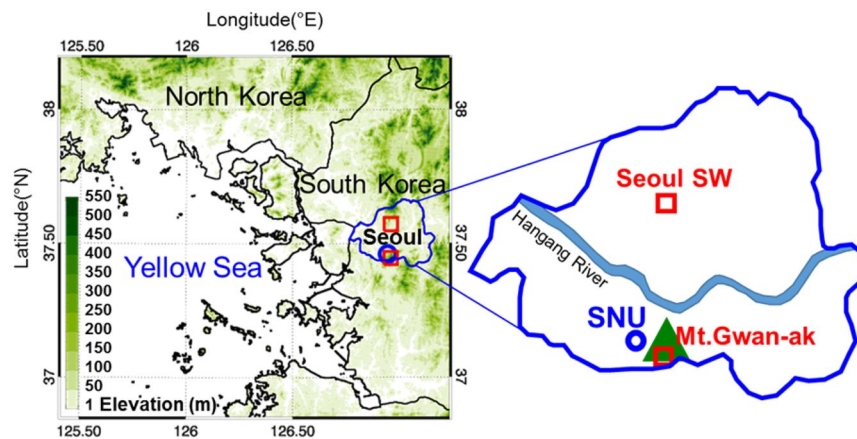 Longitude(°E)
125.50 126 126.50
North Korea
38
38
South Korea
Latitude(°N)
550
500
450
400
350
300
250
200
150
100
50
1 Elevation (m)
37.50
37.50
Seoul
Yellow Sea
37
37
125.50 126 126.50
Seoul SW
Hangang River
SNU
Mt.Gwan-ak